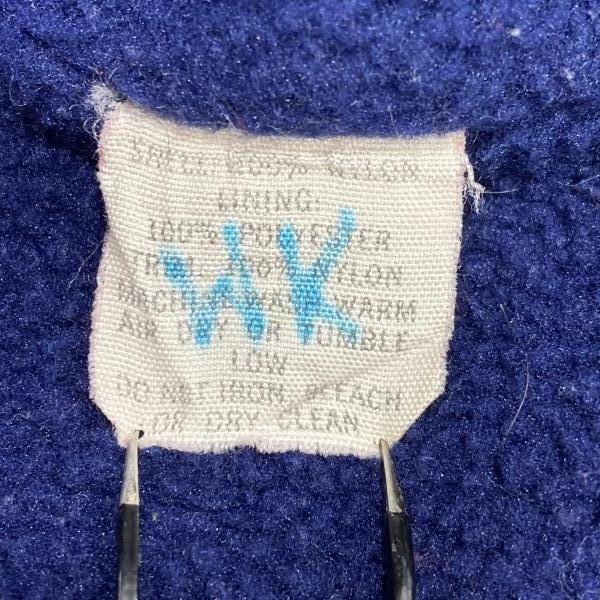 SHELL 100% NYLON
LINING:
100% POLYESTER
TRIM: 100% NYLON
MACHINE WASH WARM
AIR DRY OR TUMBLE
LOW
DO NOT IRON, BLEACH
OR DRY CLEAN
WK